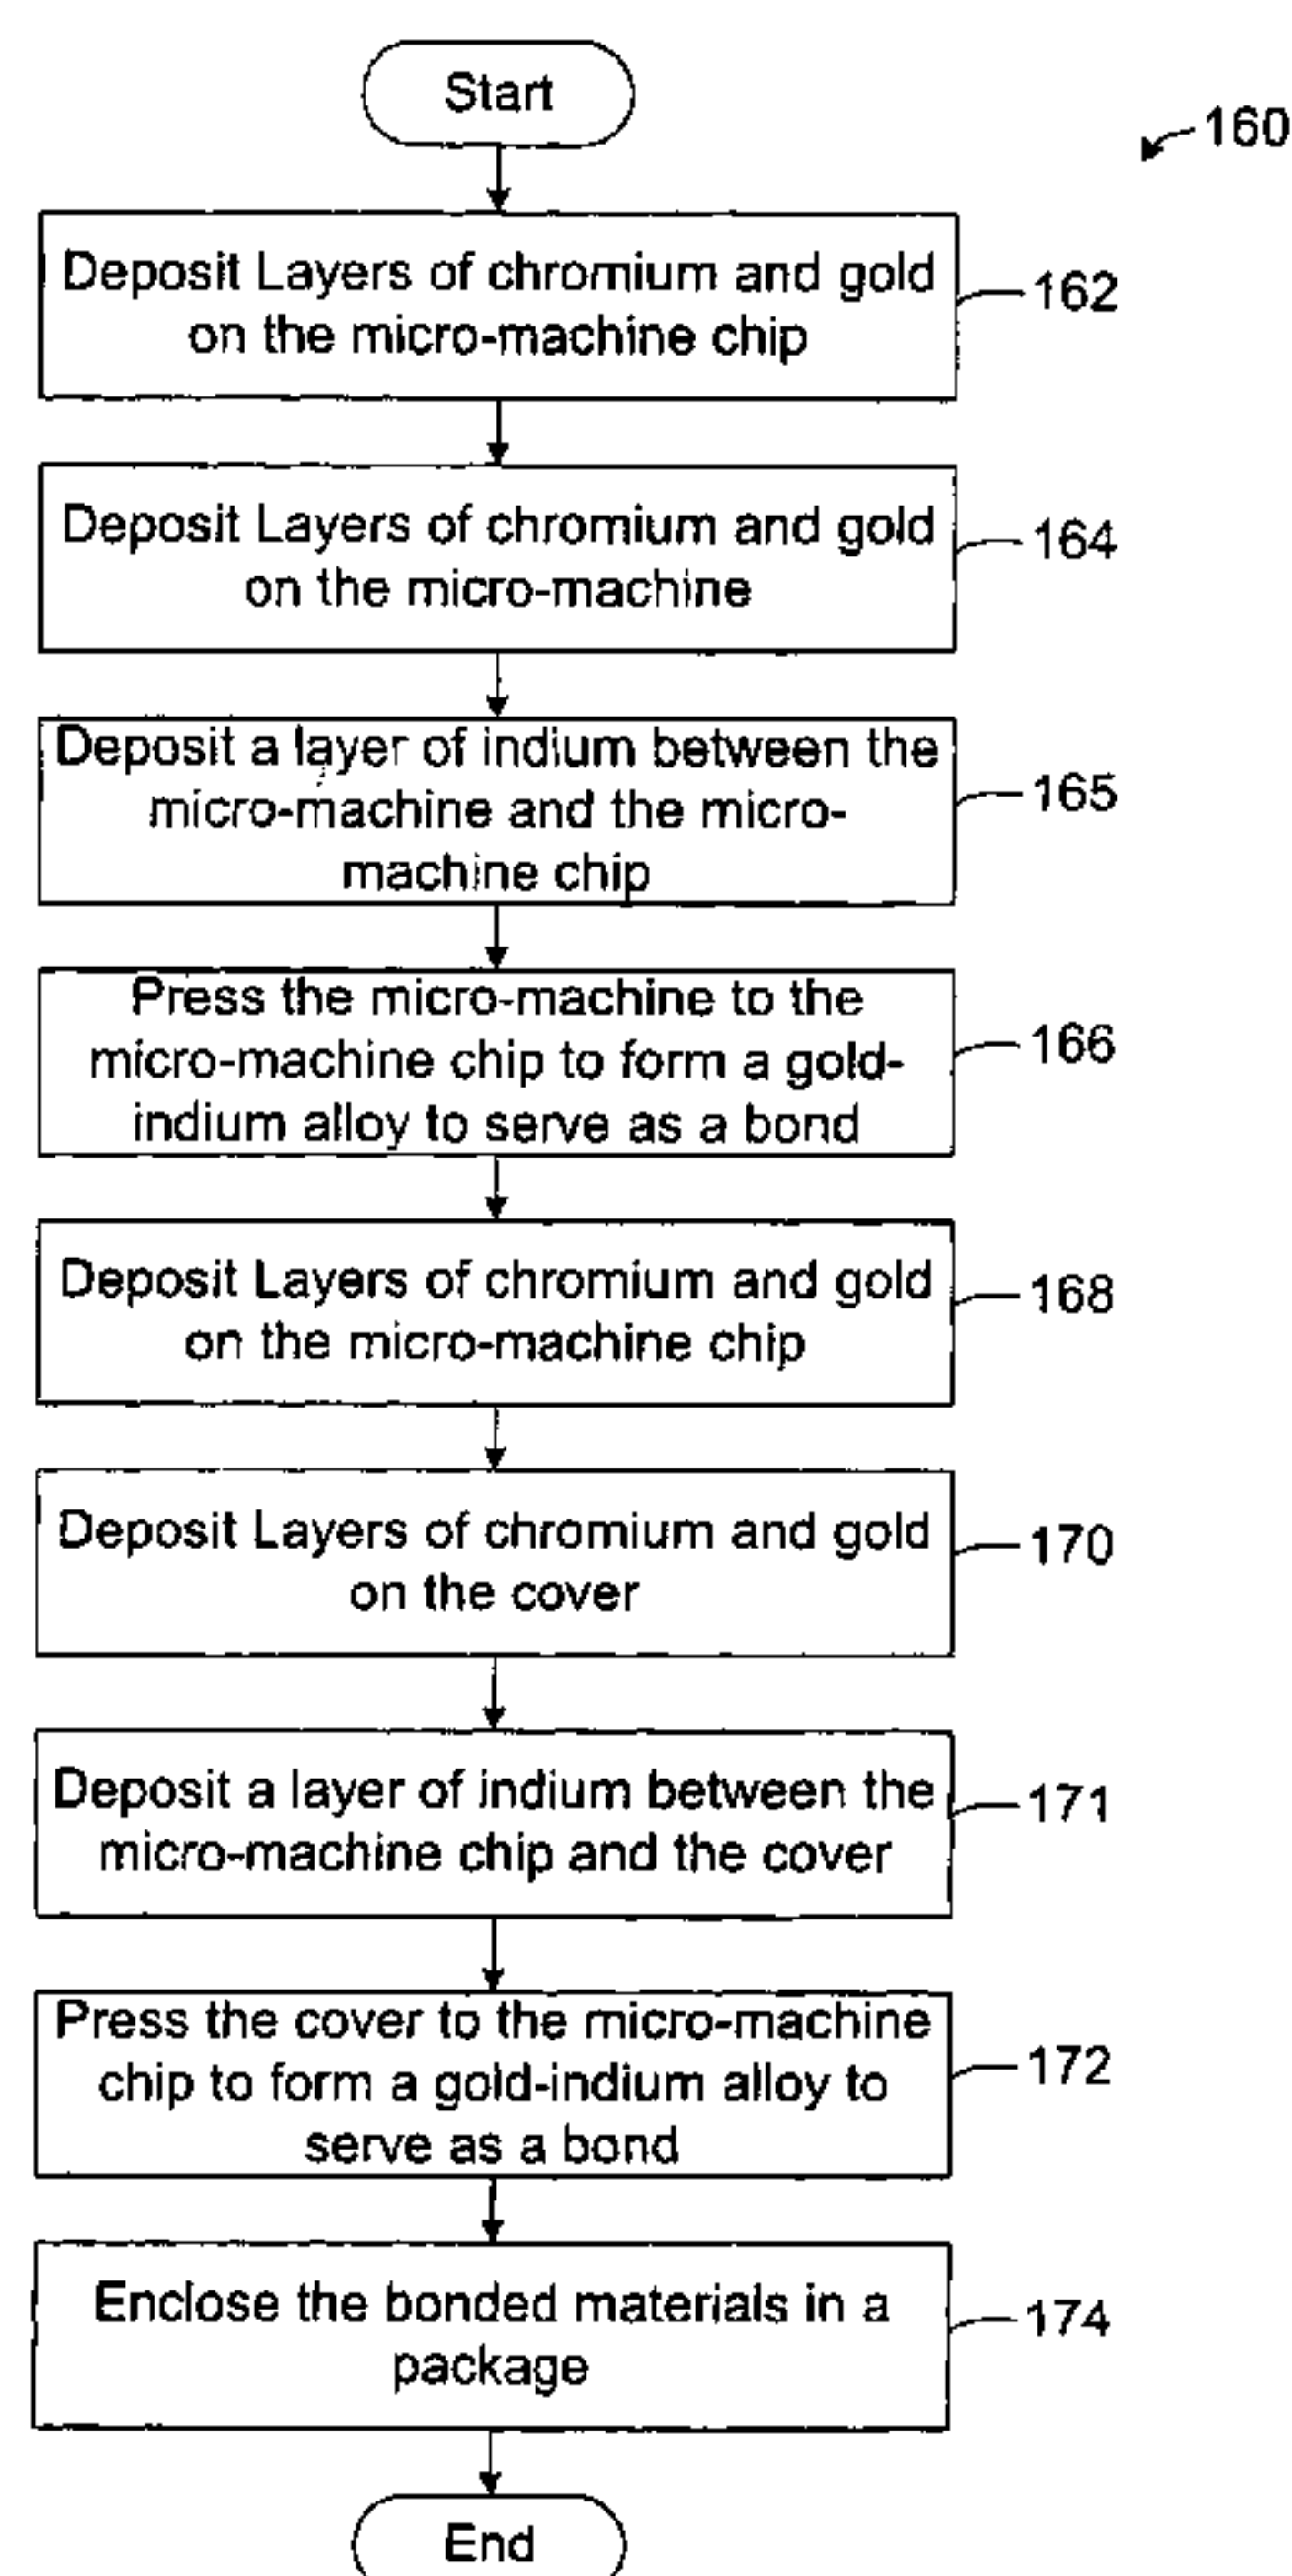 Start
160
Deposit Layers of chromium and gold
on the micro-machine chip
162
Deposit Layers of chromium and gold
on the micro-machine
164
Deposit a layer of indium between the
micro-machine and the micro-
machine chip
165
Press the micro-machine to the
micro-machine chip to form a gold-
indium alloy to serve as a bond
166
Deposit Layers of chromium and gold
on the micro-machine chip
168
Deposit Layers of chromium and gold
on the cover
170
Deposit a layer of indium between the
micro-machine chip and the cover
171
Press the cover to the micro-machine
chip to form a gold-indium alloy to
serve as a bond
172
Enclose the bonded materials in a
package
174
End